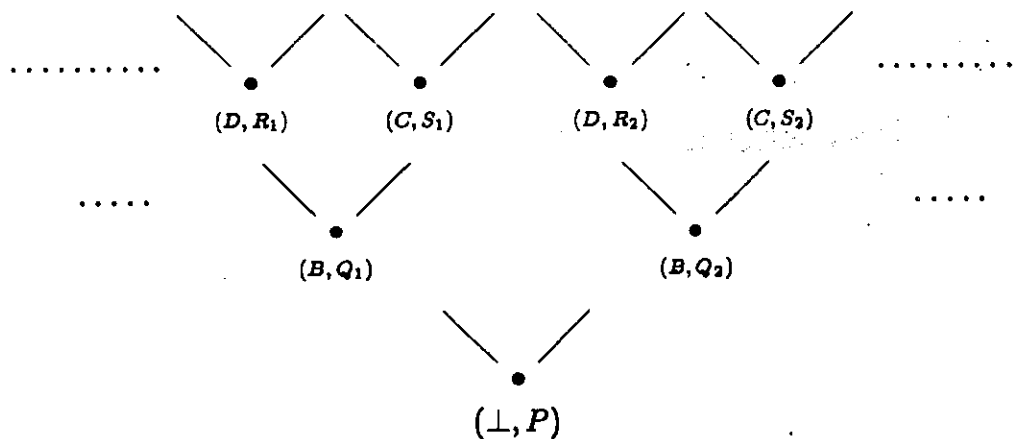 (D, R₁) (C, S₁) (D, R₂) (C, S₂)
(B, Q₁) (B, Q₂)
(⊥, P)